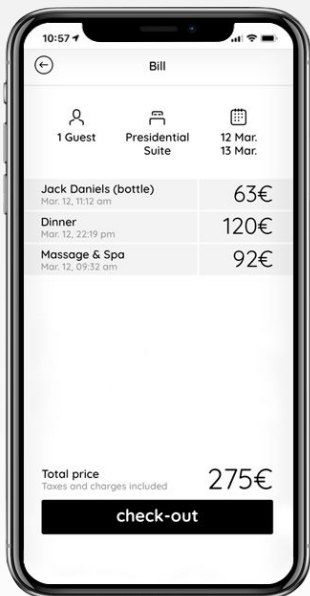 10:57
Bill
1 Guest
Presidential
Suite
12 Mar.
13 Mar.
Jack Daniels (bottle)
Mar. 12, 11:12 am
63€
Dinner
Mar. 12, 22:19 pm
120€
Massage & Spa
Mar. 12, 09:32 am
92€
Total price
Taxes and charges included
275€
check-out